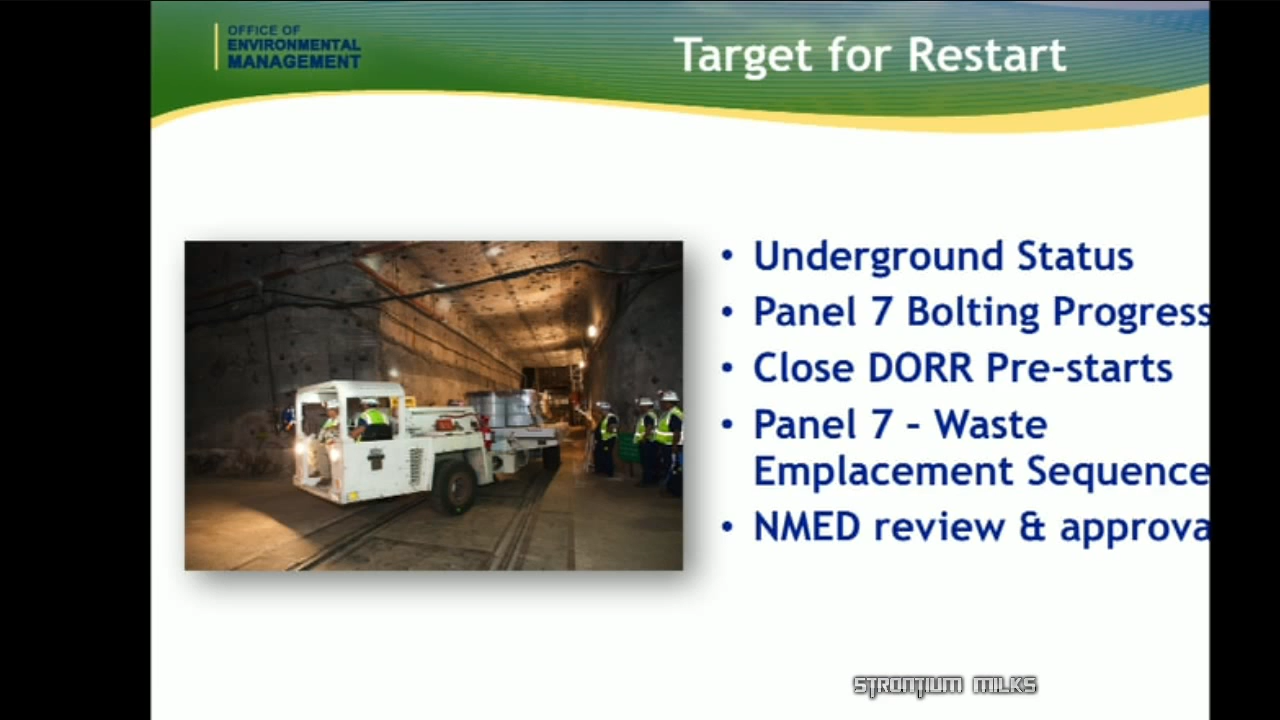 OFFICE OF
ENVIRONMENTAL
MANAGEMENT
Target for Restart
• Underground Status
• Panel 7 Bolting Progress
• Close DORR Pre-starts
• Panel 7 – Waste
Emplacement Sequence
• NMED review & approva
STRONTIUM MILKS